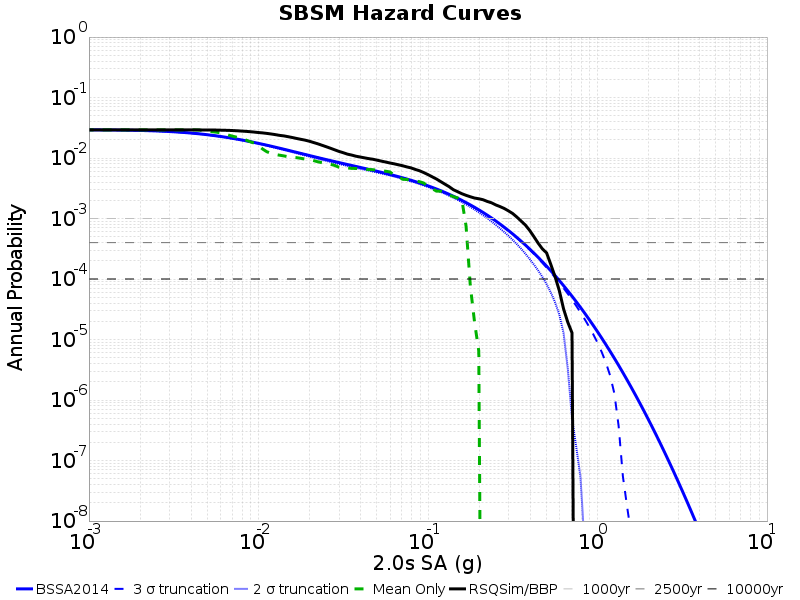 SBSM Hazard Curves
10^0
10^-1
10^-2
10^-3
10^-4
10^-5
10^-6
10^-7
10^-8
Annual Probability
10^-3 10^-2 10^-1 10^0 10^1
2.0s SA (g)
BSSA2014 3 σ truncation 2 σ truncation Mean Only RSQSim/BBP 1000yr 2500yr 10000yr